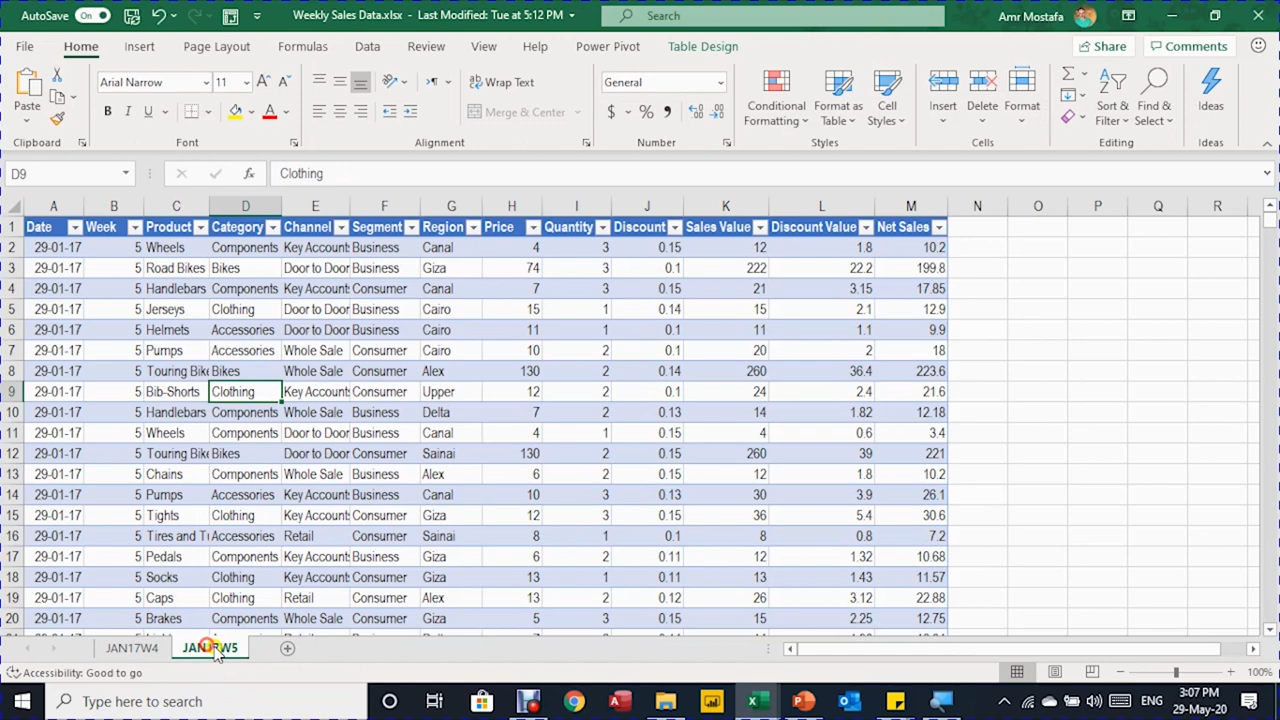 AutoSave On Weekly Sales Data.xlsx - Last Modified: Tue at 5:12 PM Search Amr Mostafa
File Home Insert Page Layout Formulas Data Review View Help Power Pivot Table Design Share Comments
Paste Arial Narrow 11 Wrap Text General Conditional Formatting Format as Table Cell Styles Insert Delete Format Sort & Filter Find & Select Ideas
B I U Merge & Center $ %
Clipboard Font Alignment Number Styles Cells Editing Ideas
D9 fx Clothing
A B C D E F G H I J K L M N O P Q R
1 Date Week Product Category Channel Segment Region Price Quantity Discount Sales Value Discount Value Net Sales
2 29-01-17 5 Wheels Components Key Account Business Canal 4 3 0.15 12 1.8 10.2
3 29-01-17 5 Road Bikes Bikes Door to Door Business Giza 74 3 0.1 222 22.2 199.8
4 29-01-17 5 Handlebars Components Key Account Consumer Canal 7 3 0.15 21 3.15 17.85
5 29-01-17 5 Jerseys Clothing Door to Door Business Cairo 15 1 0.14 15 2.1 12.9
6 29-01-17 5 Helmets Accessories Door to Door Business Cairo 11 1 0.1 11 1.1 9.9
7 29-01-17 5 Pumps Accessories Whole Sale Consumer Cairo 10 2 0.1 20 2 18
8 29-01-17 5 Touring Bike Bikes Whole Sale Consumer Alex 130 2 0.14 260 36.4 223.6
9 29-01-17 5 Bib-Shorts Clothing Key Account Consumer Upper 12 2 0.1 24 2.4 21.6
10 29-01-17 5 Handlebars Components Whole Sale Business Delta 7 2 0.13 14 1.82 12.18
11 29-01-17 5 Wheels Components Door to Door Business Canal 4 1 0.15 4 0.6 3.4
12 29-01-17 5 Touring Bike Bikes Door to Door Consumer Sainai 130 2 0.15 260 39 221
13 29-01-17 5 Chains Components Whole Sale Business Alex 6 2 0.15 12 1.8 10.2
14 29-01-17 5 Pumps Accessories Key Account Business Canal 10 3 0.13 30 3.9 26.1
15 29-01-17 5 Tights Clothing Key Account Consumer Giza 12 3 0.15 36 5.4 30.6
16 29-01-17 5 Tires and T Accessories Retail Consumer Sainai 8 1 0.1 8 0.8 7.2
17 29-01-17 5 Pedals Components Key Account Business Giza 6 2 0.11 12 1.32 10.68
18 29-01-17 5 Socks Clothing Key Account Consumer Giza 13 1 0.11 13 1.43 11.57
19 29-01-17 5 Caps Clothing Retail Consumer Alex 13 2 0.12 26 3.12 22.88
20 29-01-17 5 Brakes Components Whole Sale Consumer Giza 5 3 0.15 15 2.25 12.75
JAN17W4 JAN17W5
Accessibility: Good to go 100%
Type here to search ENG 3:07 PM
29-May-20